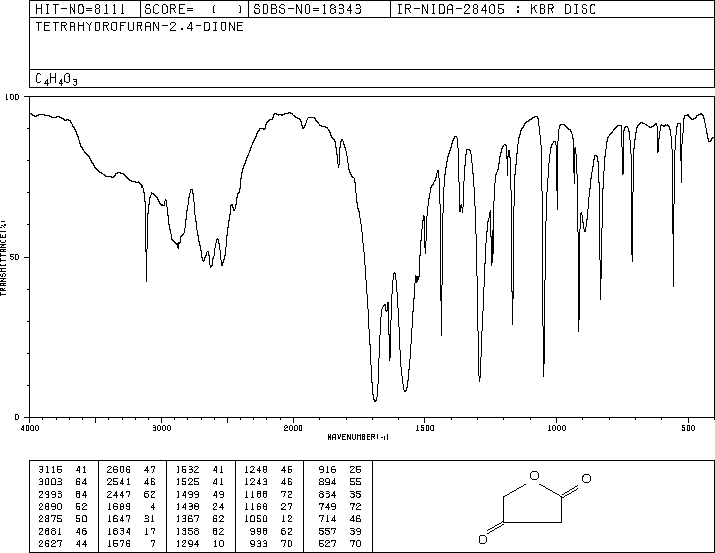 HIT-NO=8111 SCORE= ( ) SDBS-NO=18343 IR-NIDA-28405 : KBR DISC
TETRAHYDROFURAN-2.4-DIONE
C4H4O3
100
50
0
TRANSMITTANCE(%)
4000 3000 2000 1500 1000 500
WAVENUMBER(-1)
3115 41 2606 47 1532 41 1248 46 916 26
3003 64 2541 46 1525 41 1243 46 894 55
2993 64 2447 62 1499 49 1188 72 834 35
2890 52 1689 4 1438 24 1168 27 749 72
2875 50 1647 31 1367 62 1050 12 714 46
2681 46 1634 17 1358 62 998 62 557 39
2627 44 1576 7 1294 10 933 70 527 70
O
O
O